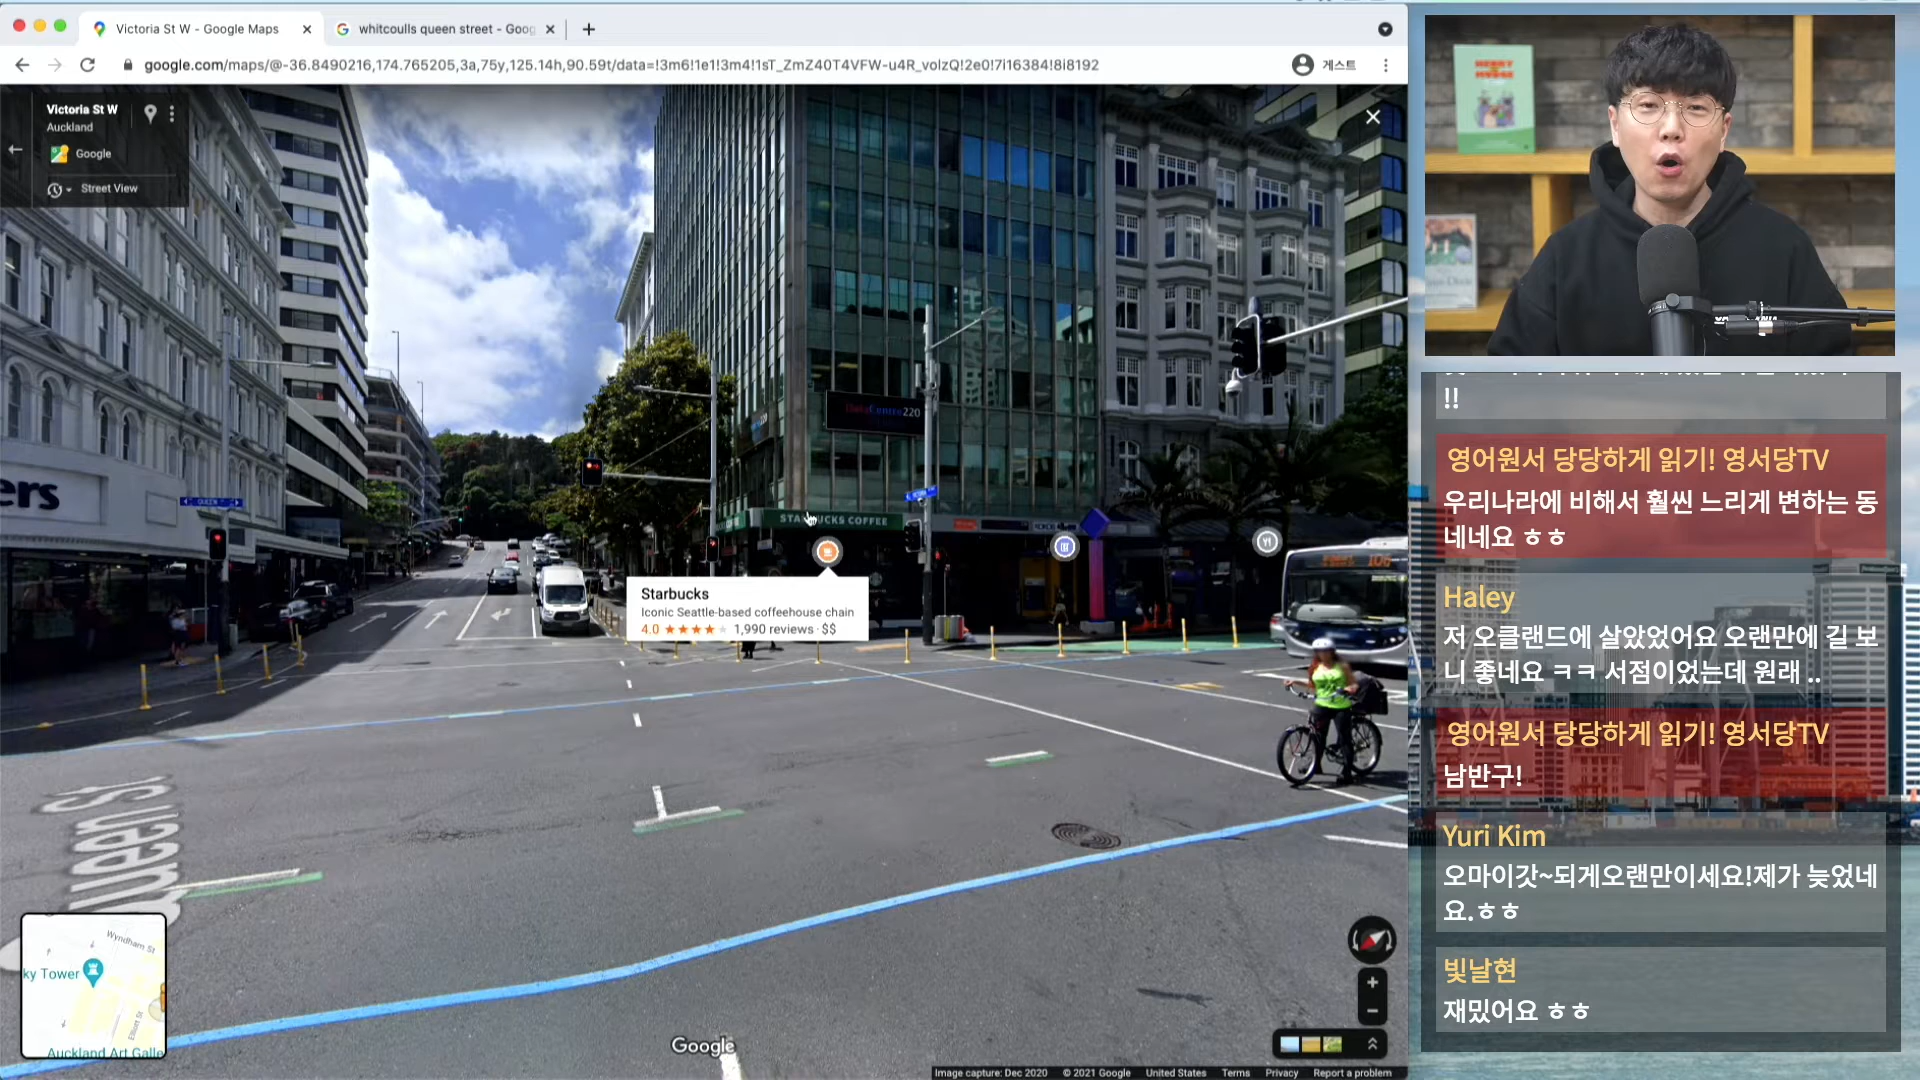 Victoria St W - Google Maps
whitcoulls queen street - Goog
google.com/maps/@-36.8490216,174.765205,3a,75y,125.14h,90.59t/data=!3m6!1e1!3m4!1sT_ZmZ40T4VFW-u4R_volzQ!2e0!7i16384!8i8192
게스트
Victoria St W
Auckland
Google
Street View
ers
QUEEN
DataCentre220
STARBUCKS COFFEE
106
Starbucks
Iconic Seattle-based coffeehouse chain
4.0 1,990 reviews · $$
Queen St
Wyndham St
ky Tower
Elliott St
Auckland Art Galle
Google
Image capture: Dec 2020 © 2021 Google United States Terms Privacy Report a problem
!!
영어원서 당당하게 읽기! 영서당TV
우리나라에 비해서 훨씬 느리게 변하는 동
네네요 ㅎㅎ
Haley
저 오클랜드에 살았었어요 오랜만에 길 보
니 좋네요 ㅋㅋ 서점이었는데 원래 ..
영어원서 당당하게 읽기! 영서당TV
남반구!
Yuri Kim
오마이갓~되게오랜만이세요!제가 늦었네
요.ㅎㅎ
빛날현
재밌어요 ㅎㅎ